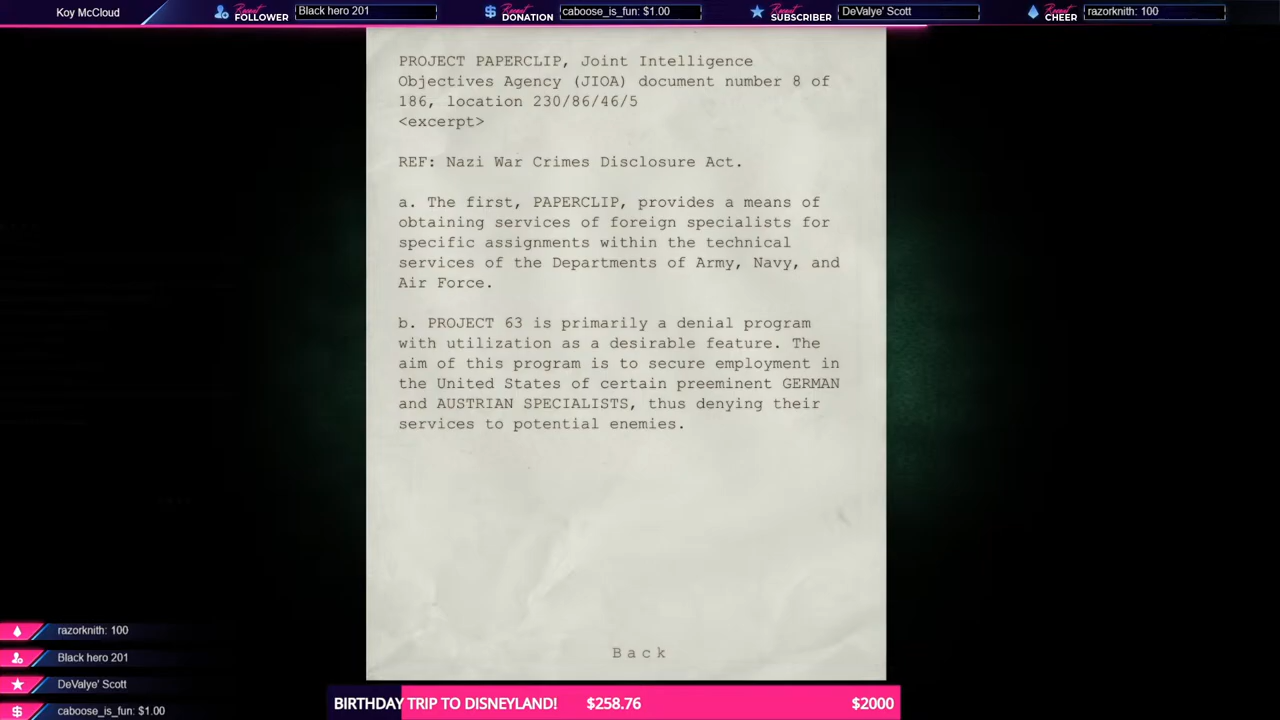 Koy McCloud
Recent FOLLOWER
Black hero 201
Recent DONATION
caboose_is_fun: $1.00
Recent SUBSCRIBER
DeValye' Scott
Recent CHEER
razorknith: 100
PROJECT PAPERCLIP, Joint Intelligence
Objectives Agency (JIOA) document number 8 of
186, location 230/86/46/5
<excerpt>
REF: Nazi War Crimes Disclosure Act.
a. The first, PAPERCLIP, provides a means of
obtaining services of foreign specialists for
specific assignments within the technical
services of the Departments of Army, Navy, and
Air Force.
b. PROJECT 63 is primarily a denial program
with utilization as a desirable feature. The
aim of this program is to secure employment in
the United States of certain preeminent GERMAN
and AUSTRIAN SPECIALISTS, thus denying their
services to potential enemies.
Back
razorknith: 100
Black hero 201
DeValye' Scott
caboose_is_fun: $1.00
BIRTHDAY TRIP TO DISNEYLAND! $258.76 $2000